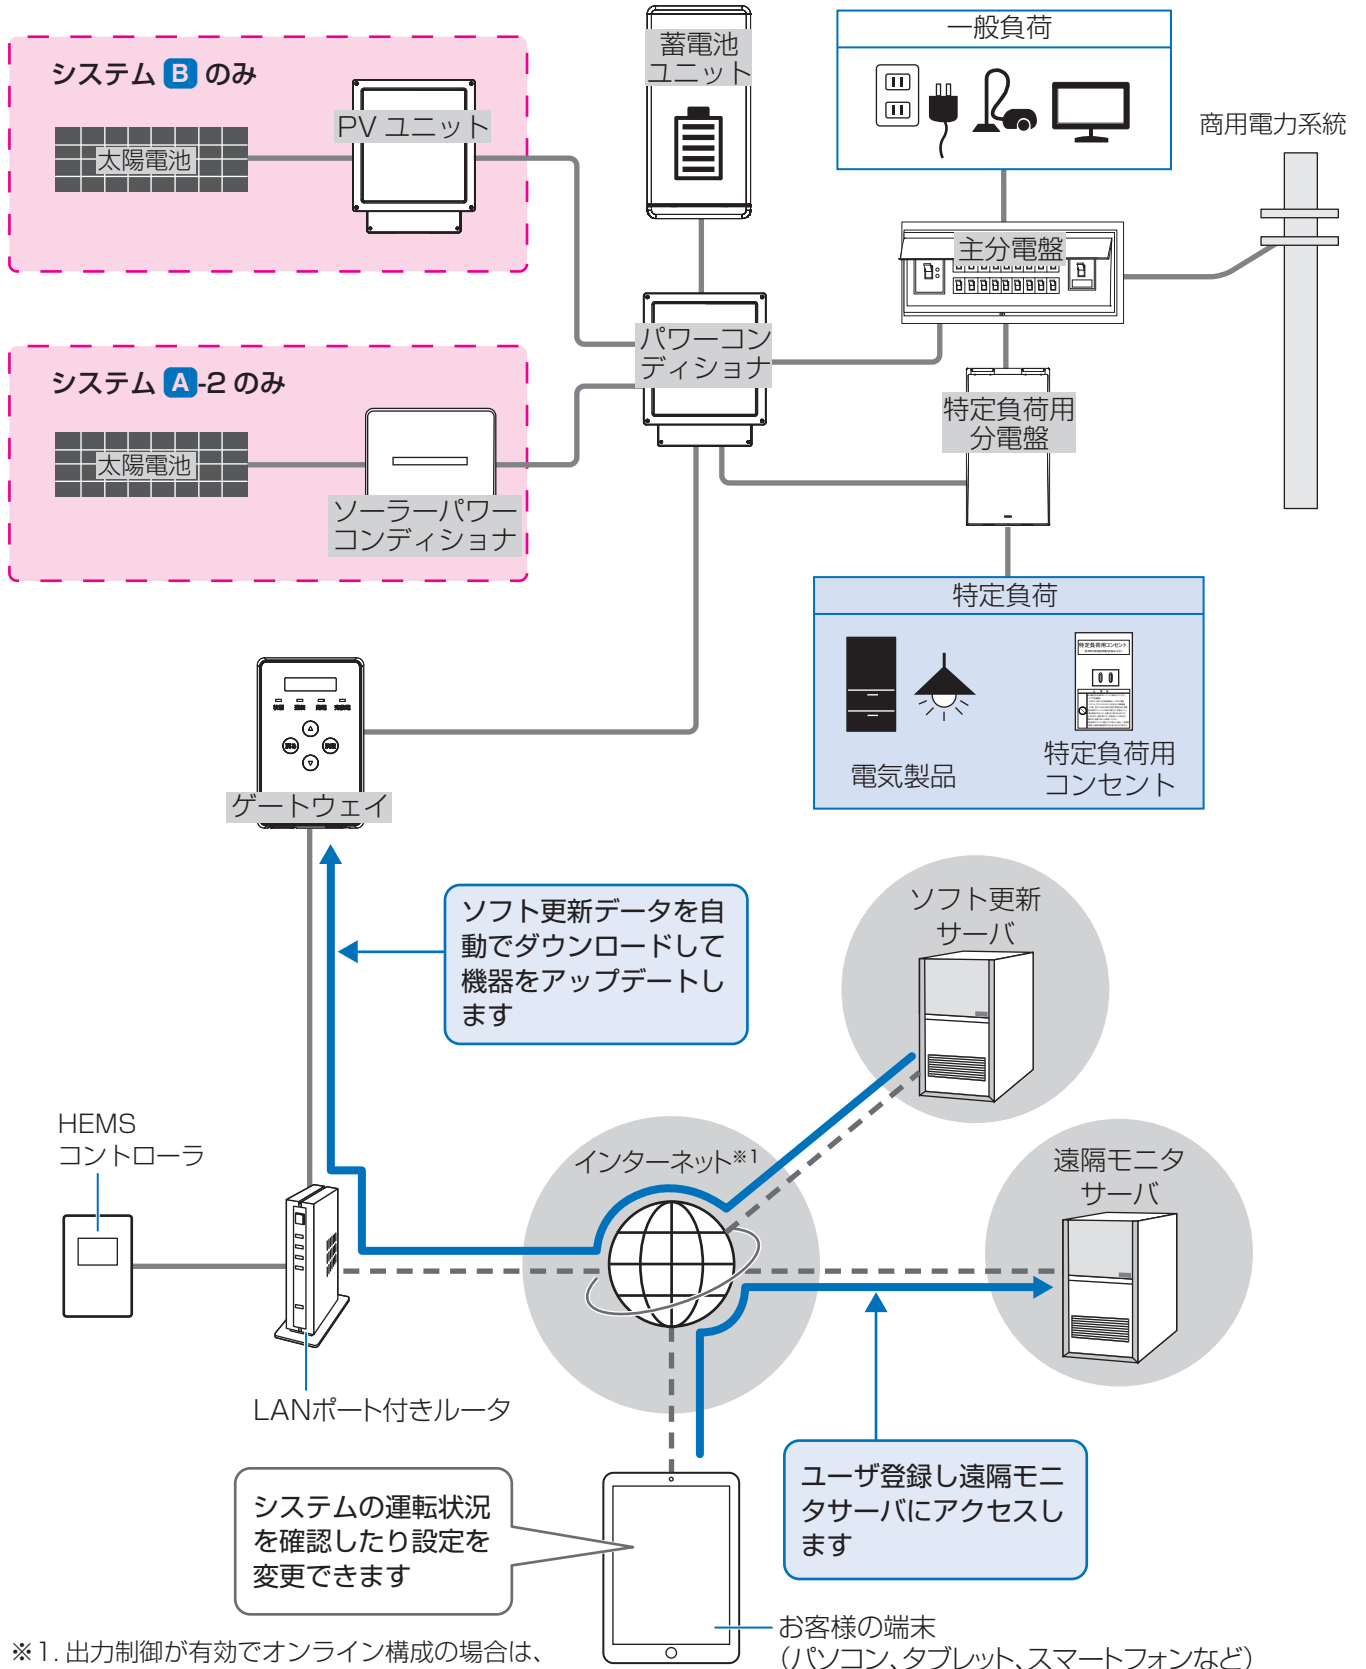 蓄電池
ユニット
一般負荷
システム B のみ
PV ユニット
太陽電池
商用電力系統
主分電盤
パワーコン
ディショナ
システム A-2 のみ
太陽電池
ソーラーパワー
コンディショナ
特定負荷用
分電盤
特定負荷
特定負荷用コンセント
電気製品
特定負荷用
コンセント
戻る
決定
ゲートウェイ
ソフト更新データを自
動でダウンロードして
機器をアップデートし
ます
ソフト更新
サーバ
HEMS
コントローラ
インターネット※1
遠隔モニタ
サーバ
LANポート付きルータ
システムの運転状況
を確認したり設定を
変更できます
ユーザ登録し遠隔モニ
タサーバにアクセスし
ます
お客様の端末
（パソコン、タブレット、スマートフォンなど）
※1. 出力制御が有効でオンライン構成の場合は、